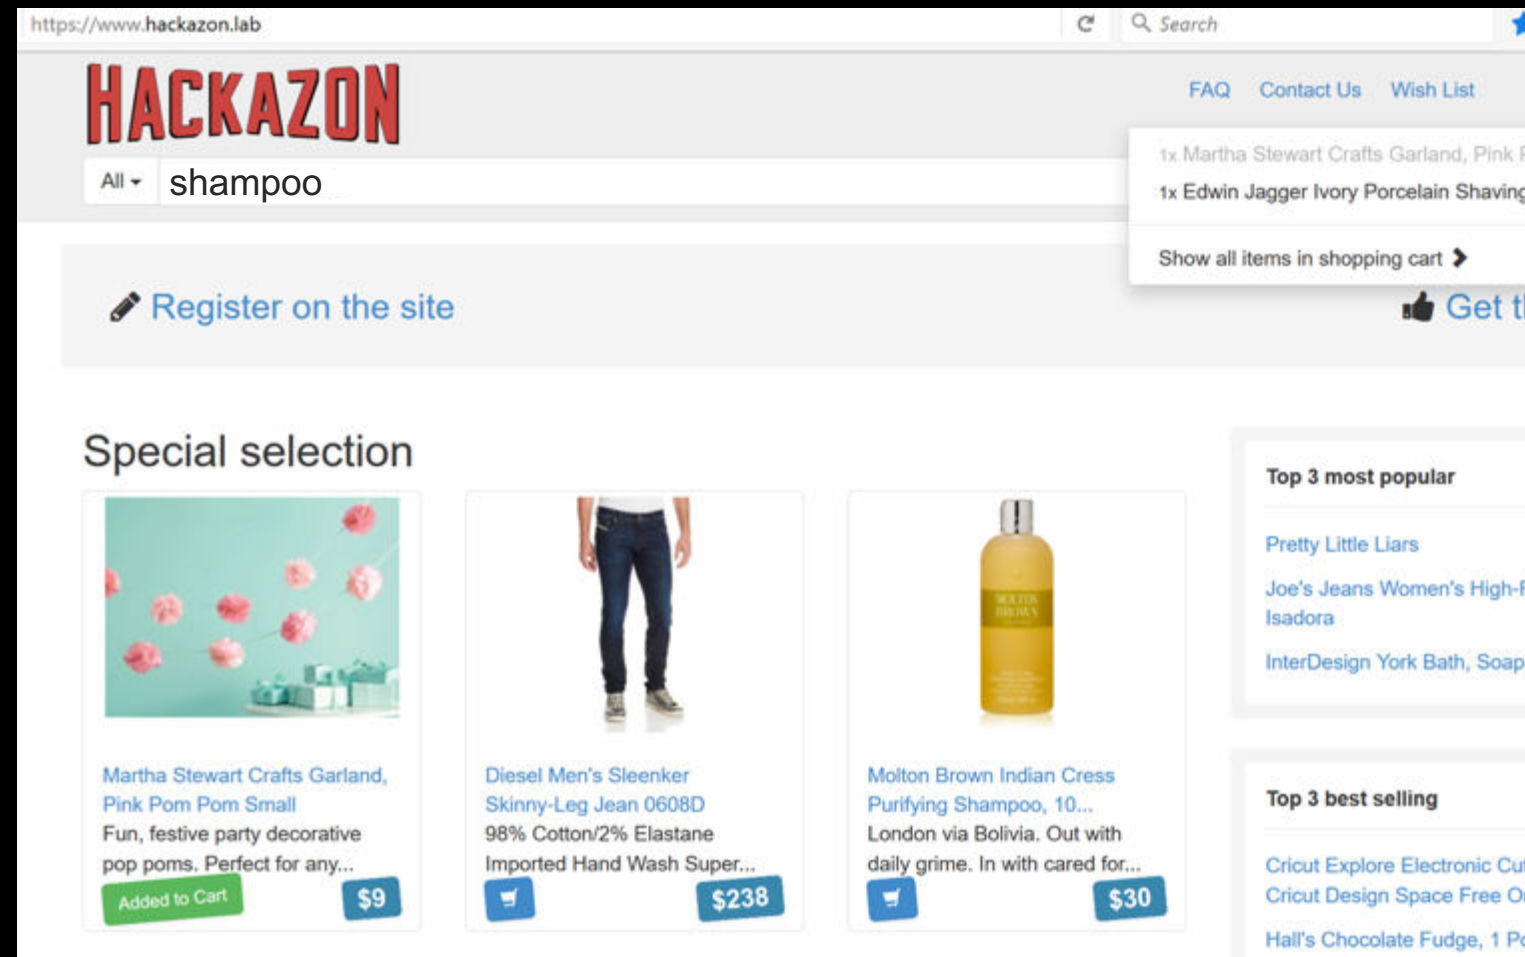 https://www.hackazon.lab
Search
HACKAZON
FAQ Contact Us Wish List
All shampoo
1x Martha Stewart Crafts Garland, Pink
1x Edwin Jagger Ivory Porcelain Shaving
Show all items in shopping cart
Register on the site
Get
Special selection
Martha Stewart Crafts Garland,
Pink Pom Pom Small
Fun, festive party decorative
pop poms. Perfect for any...
Added to Cart $9
Diesel Men's Sleenker
Skinny-Leg Jean 0608D
98% Cotton/2% Elastane
Imported Hand Wash Super...
$238
MOLTON
BROWN
Molton Brown Indian Cress
Purifying Shampoo, 10...
London via Bolivia. Out with
daily grime. In with cared for...
$30
Top 3 most popular
Pretty Little Liars
Joe's Jeans Women's High-
Isadora
InterDesign York Bath, Soap
Top 3 best selling
Cricut Explore Electronic
Cricut Design Space Free
Hall's Chocolate Fudge, 1